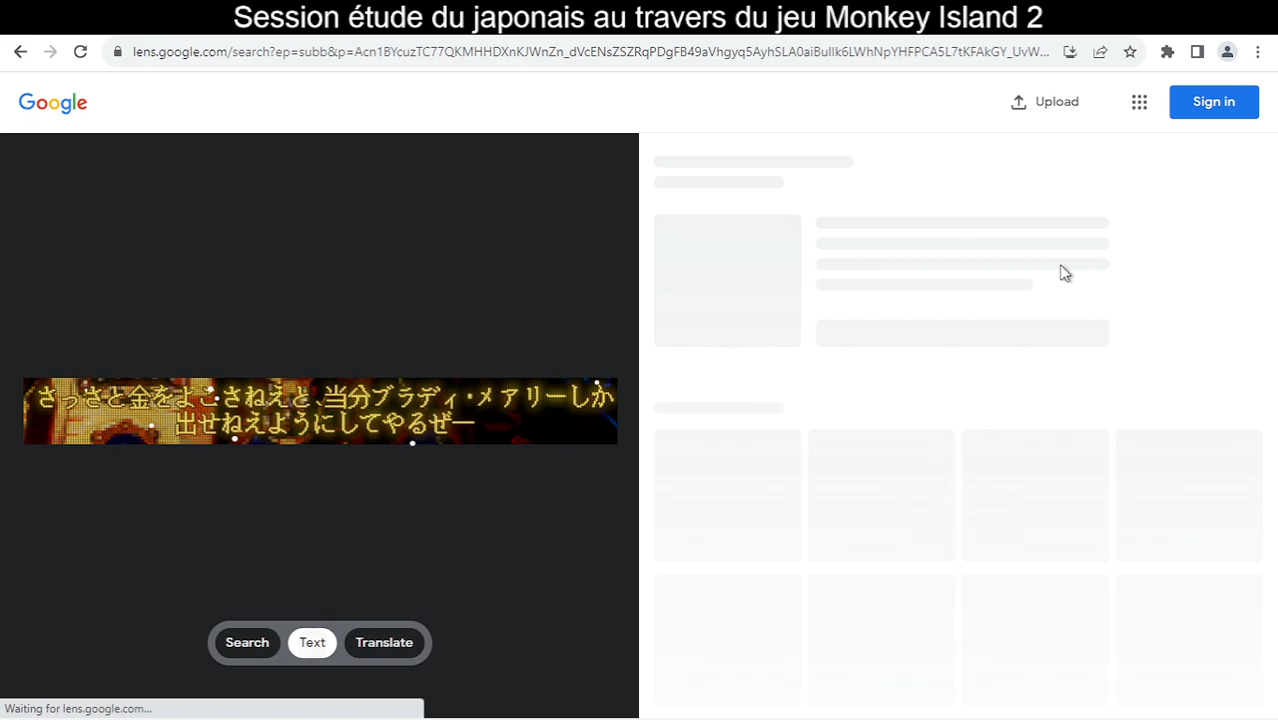 Session étude du japonais au travers du jeu Monkey Island 2
lens.google.com/search?ep=subb&p=Acn1BYcuzTC77QKMHHDXnKJWnZn_dVcENsZSZRqPDgFB49aVhgyq5AyhSLA0aiBulIk6LWhNpYHFPCA5L7tKFAkGY_UvW...
Google
Upload
Sign in
さっさと金をよこさねえと、当分ブラディ・メアリーしか
出せねえようにしてやるぜー
Search
Text
Translate
Waiting for lens.google.com...